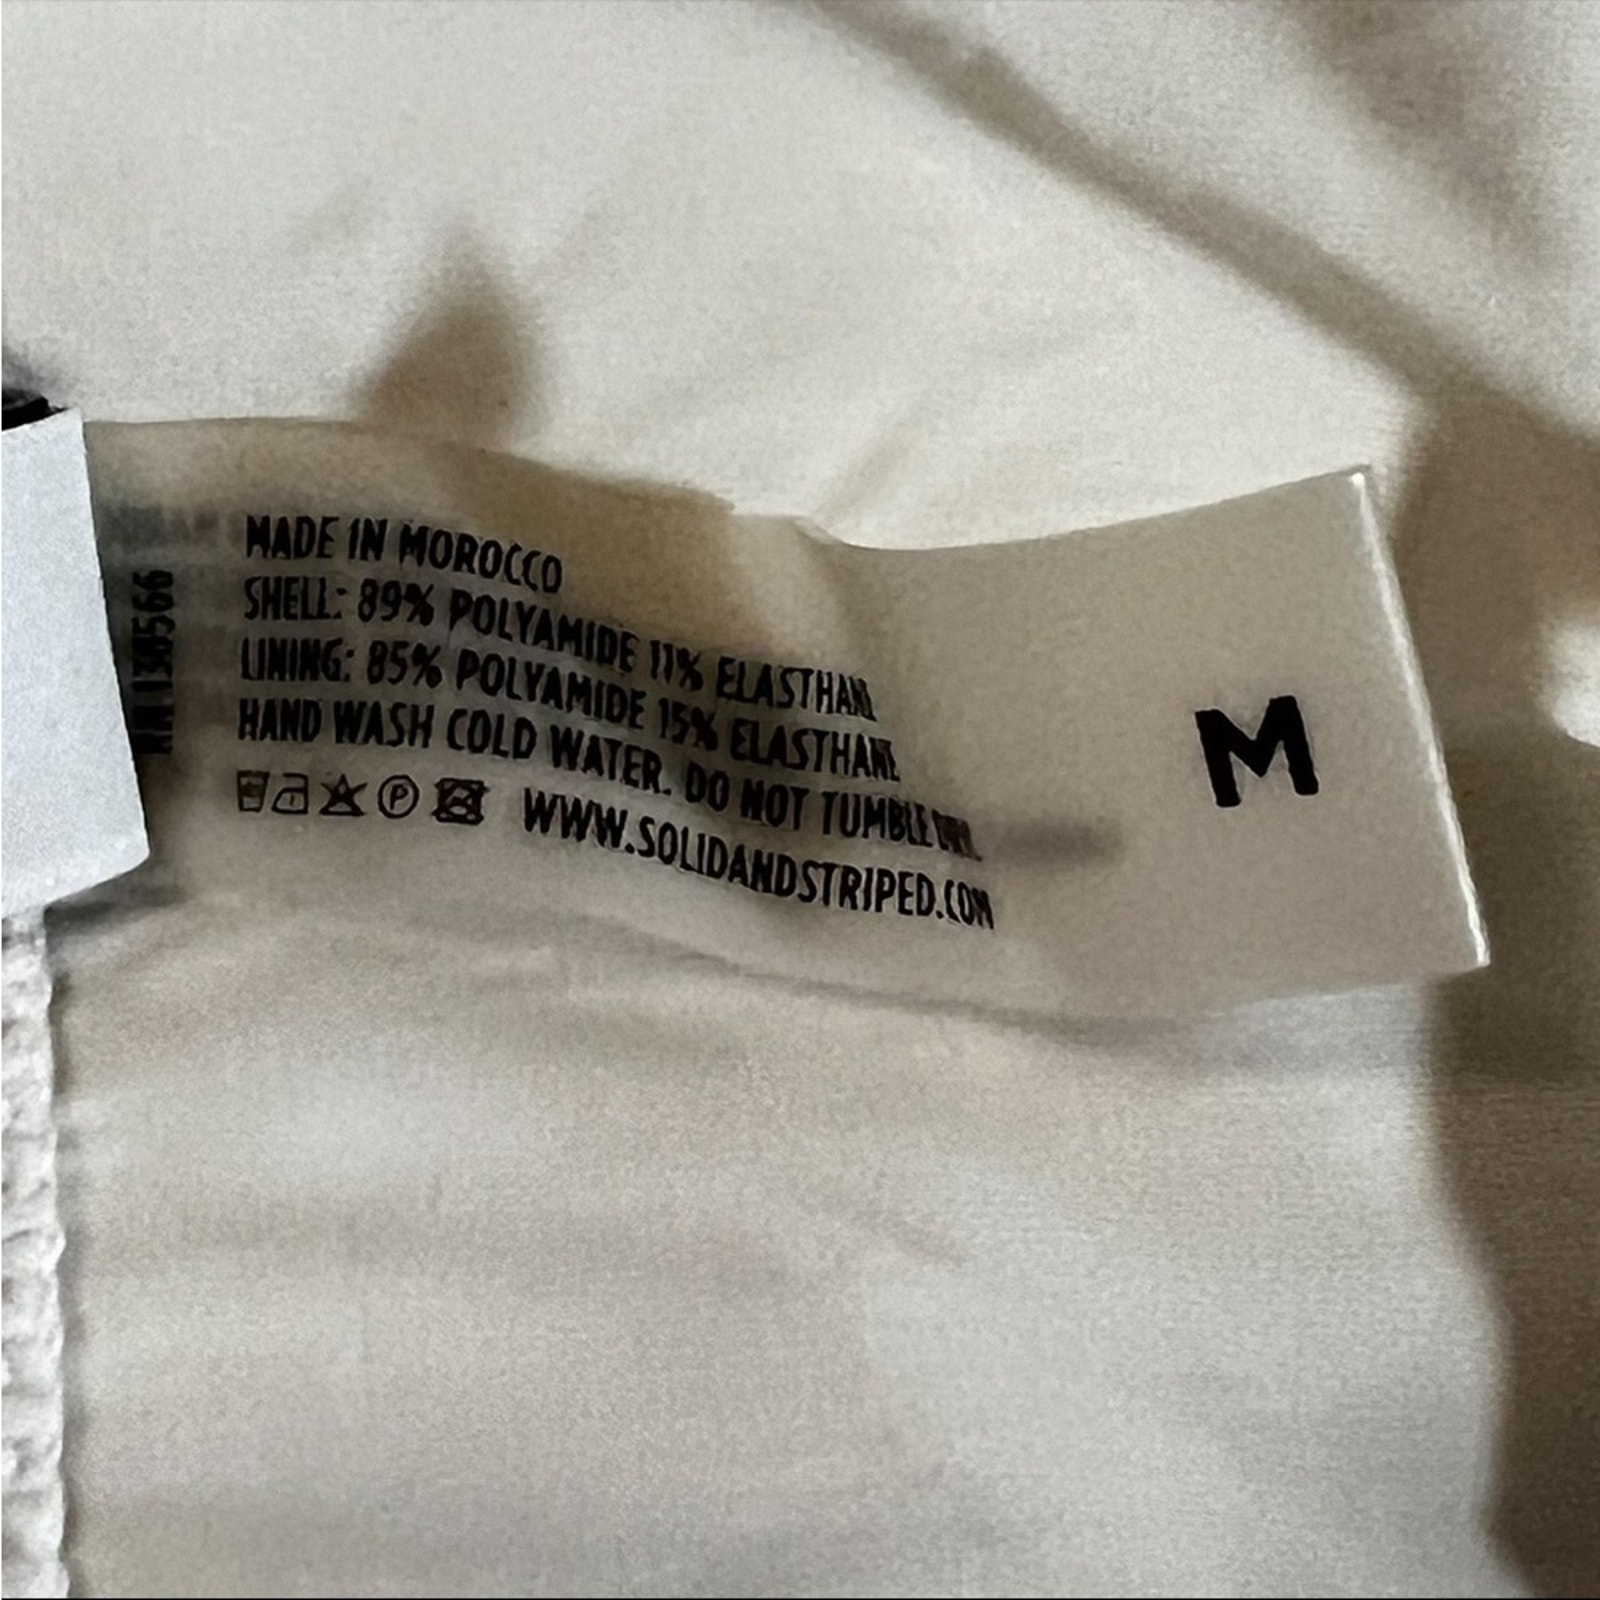 MADE IN MOROCCO
SHELL: 89% POLYAMIDE 11% ELASTHANE
LINING: 85% POLYAMIDE 15% ELASTHANE
HAND WASH COLD WATER. DO NOT TUMBLE DRY.
WWW.SOLIDANDSTRIPED.COM
RN 130566
M